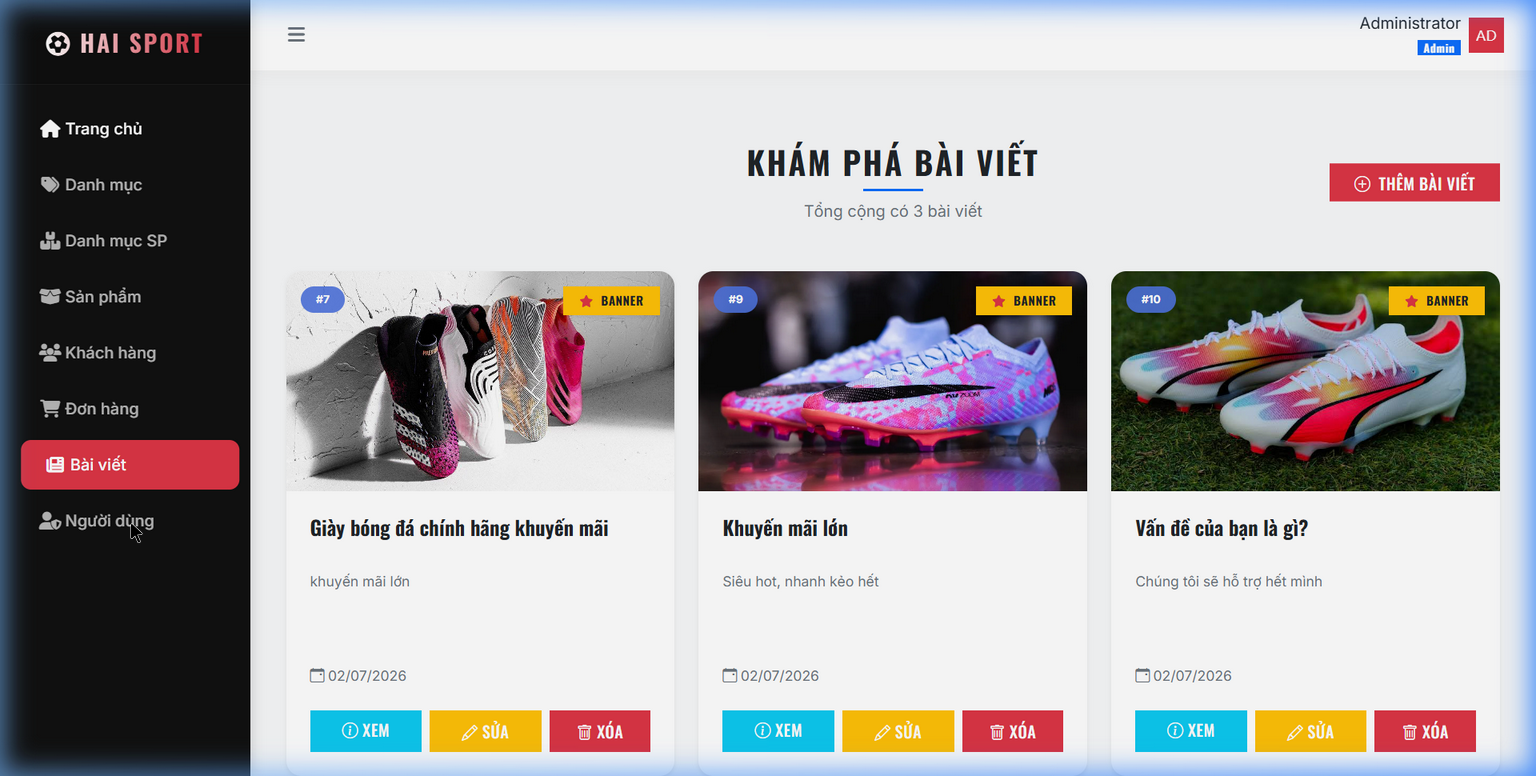 HAI SPORT
Administrator
Admin
AD
Trang chủ
Danh mục
Danh mục SP
Sản phẩm
Khách hàng
Đơn hàng
Bài viết
Người dùng
KHÁM PHÁ BÀI VIẾT
Tổng cộng có 3 bài viết
THÊM BÀI VIẾT
#7
BANNER
Giày bóng đá chính hãng khuyến mãi
khuyến mãi lớn
02/07/2026
XEM
SỬA
XÓA
#9
BANNER
Khuyến mãi lớn
Siêu hot, nhanh kẻo hết
02/07/2026
XEM
SỬA
XÓA
#10
BANNER
Vấn đề của bạn là gì?
Chúng tôi sẽ hỗ trợ hết mình
02/07/2026
XEM
SỬA
XÓA